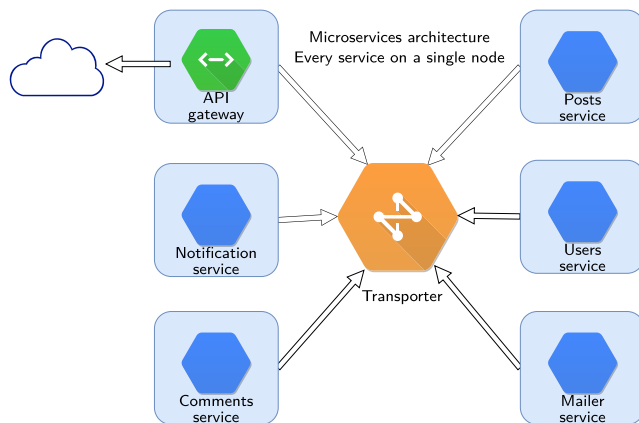 Microservices architecture
Every service on a single node
API
gateway
Posts
service
Notification
service
Users
service
Transporter
Comments
service
Mailer
service